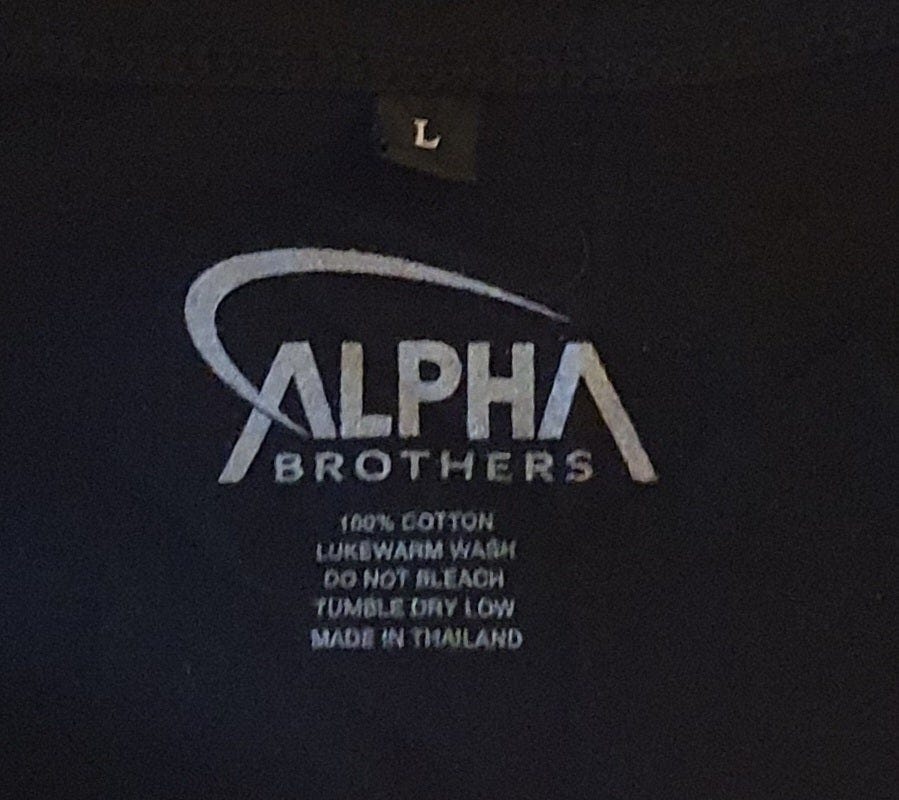 L
ALPHA
BROTHERS
100% COTTON
LUKEWARM WASH
DO NOT BLEACH
TUMBLE DRY LOW
MADE IN THAILAND